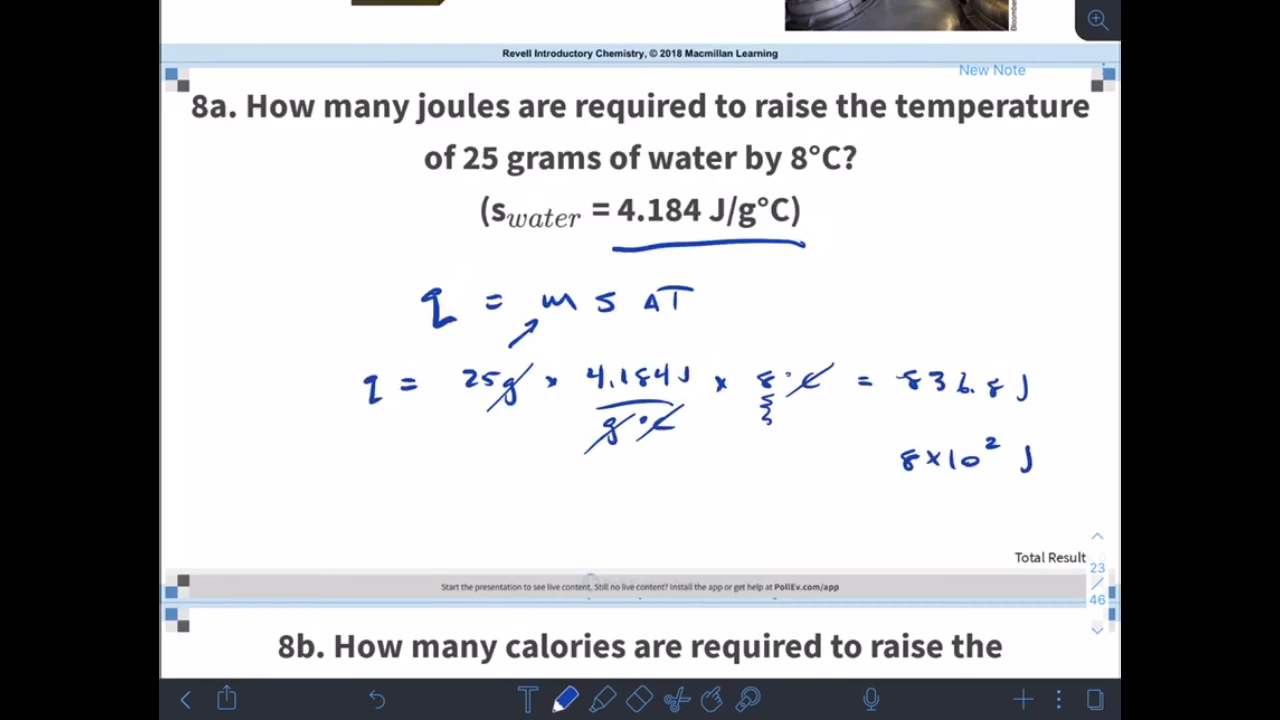 Revell Introductory Chemistry, © 2018 Macmillan Learning
New Note
8a. How many joules are required to raise the temperature
of 25 grams of water by 8°C?
(s_water = 4.184 J/g°C)
q = m s ΔT
q = 25g × 4.184 J / g °C × 8 °C = 836.8 J
8 × 10² J
Total Result
23
/
46
Start the presentation to see live content. Still no live content? Install the app or get help at PollEv.com/app
8b. How many calories are required to raise the